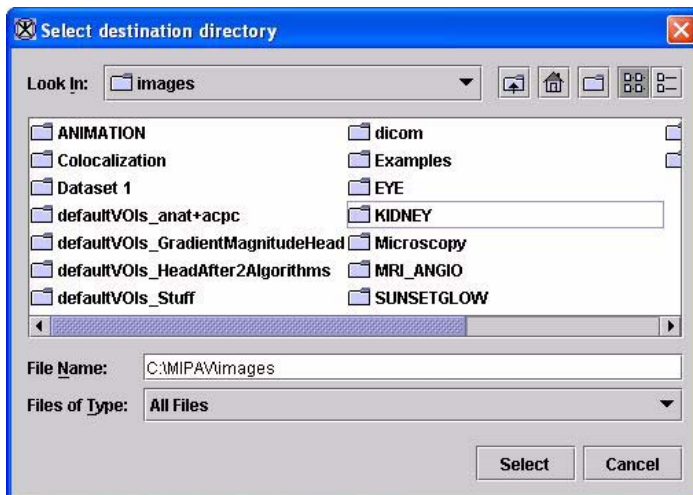 Select destination directory
Look In: images
ANIMATION
Colocalization
Dataset 1
defaultVOIs_anat+acpc
defaultVOIs_GradientMagnitudeHead
defaultVOIs_HeadAfter2Algorithms
defaultVOIs_Stuff
dicom
Examples
EYE
KIDNEY
Microscopy
MRI_ANGIO
SUNSETGLOW
File Name: C:\MIPAV\images
Files of Type: All Files
Select Cancel